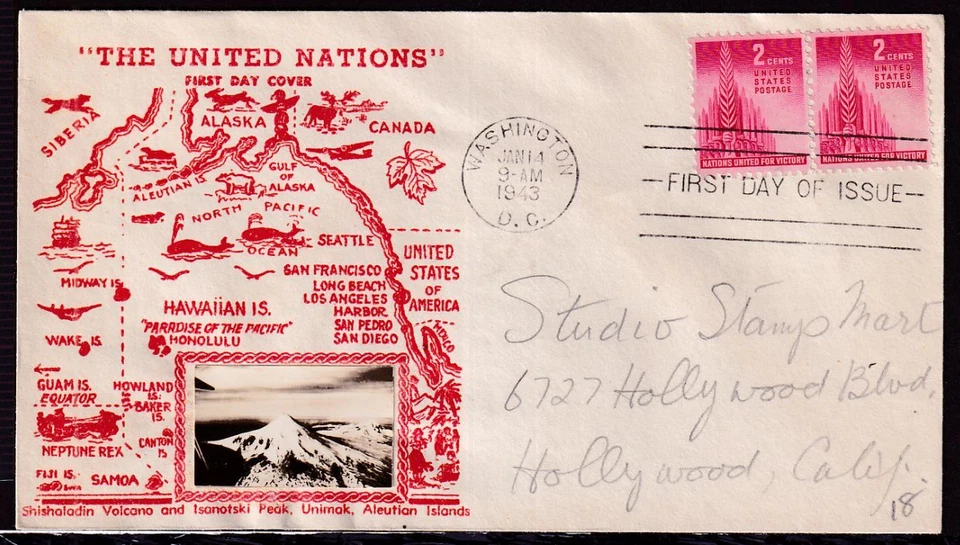 "THE UNITED NATIONS"
FIRST DAY COVER
SIBERIA
ALASKA
CANADA
ALEUTIAN IS
GULF
OF
ALASKA
NORTH PACIFIC
OCEAN
SEATTLE
UNITED
STATES
OF
AMERICA
SAN FRANCISCO
LONG BEACH
LOS ANGELES
HARBOR
SAN PEDRO
SAN DIEGO
MEXICO
MIDWAY IS.
HAWAIIAN IS.
"PARADISE OF THE PACIFIC"
HONOLULU
WAKE IS.
GUAM IS.
EQUATOR
HOWLAND
IS.
BAKER
IS.
NEPTUNE REX
CANTON
IS
FIJI IS.
SAMOA
Shishaladin Volcano and Isanotski Peak, Unimak, Aleutian Islands
WASHINGTON
JAN 14
9-AM
1943
D. C.
2 CENTS
UNITED
STATES
POSTAGE
NATIONS UNITED FOR VICTORY
2 CENTS
UNITED
STATES
POSTAGE
NATIONS UNITED FOR VICTORY
FIRST DAY OF ISSUE
Studio Stamps Mart
6727 Hollywood Blvd.
Hollywood, Calif.
18